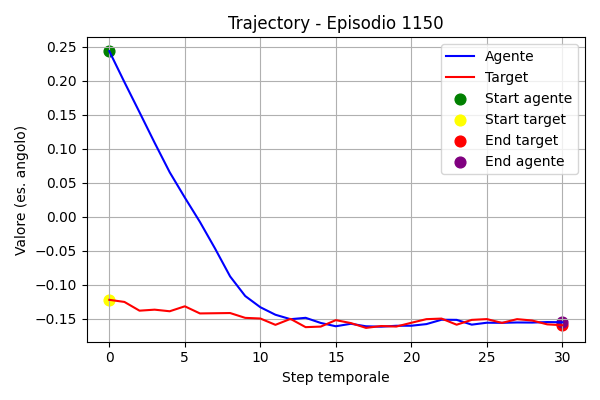 Trajectory - Episodio 1150
Valore (es. angolo)
0.25
0.20
0.15
0.10
0.05
0.00
−0.05
−0.10
−0.15
Agente
Target
Start agente
Start target
End target
End agente
0 5 10 15 20 25 30
Step temporale